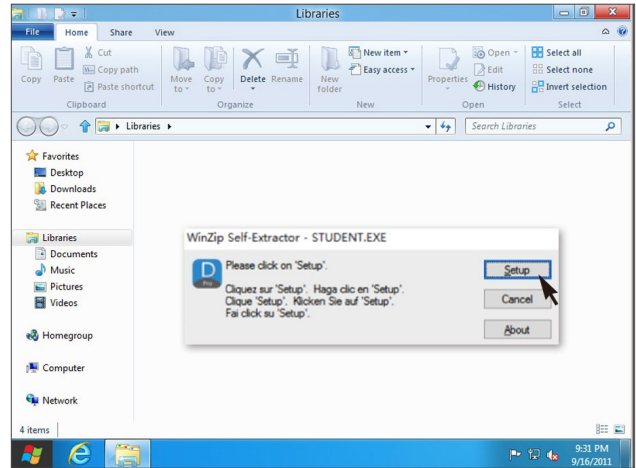 Libraries
File Home Share View
Copy
Paste
Cut
Copy path
Paste shortcut
Clipboard
Move to
Copy to
Delete
Rename
Organize
New folder
New item
Easy access
New
Properties
Open
Edit
History
Open
Select all
Select none
Invert selection
Select
Libraries
Search Libraries
Favorites
Desktop
Downloads
Recent Places
Libraries
Documents
Music
Pictures
Videos
Homegroup
Computer
Network
WinZip Self-Extractor - STUDENT.EXE
D
Pro
Please click on 'Setup'.
Cliquez sur 'Setup'. Haga clic en 'Setup'.
Clique 'Setup'. Klicken Sie auf 'Setup'.
Fai click su 'Setup'.
Setup
Cancel
About
4 items
9:31 PM
9/16/2011